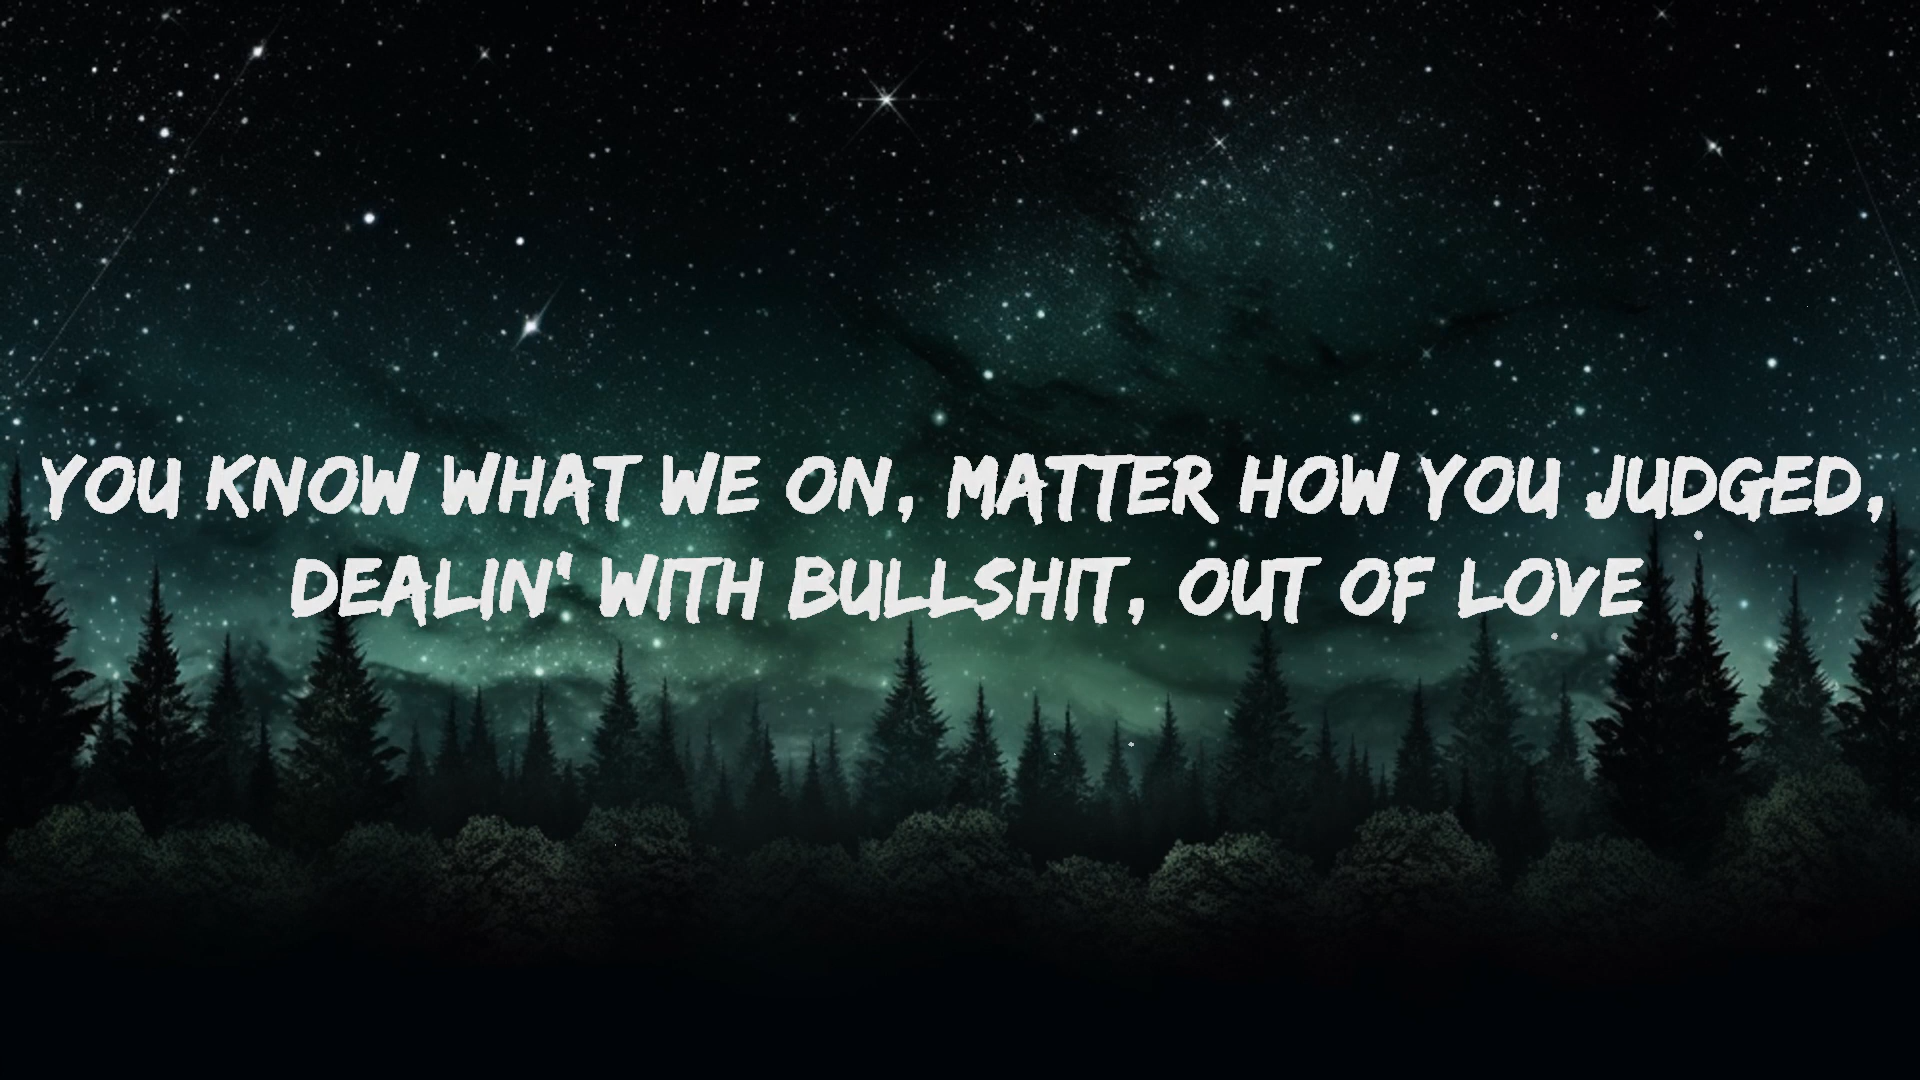 YOU KNOW WHAT WE ON, MATTER HOW YOU JUDGED,
DEALIN' WITH BULLSHIT, OUT OF LOVE